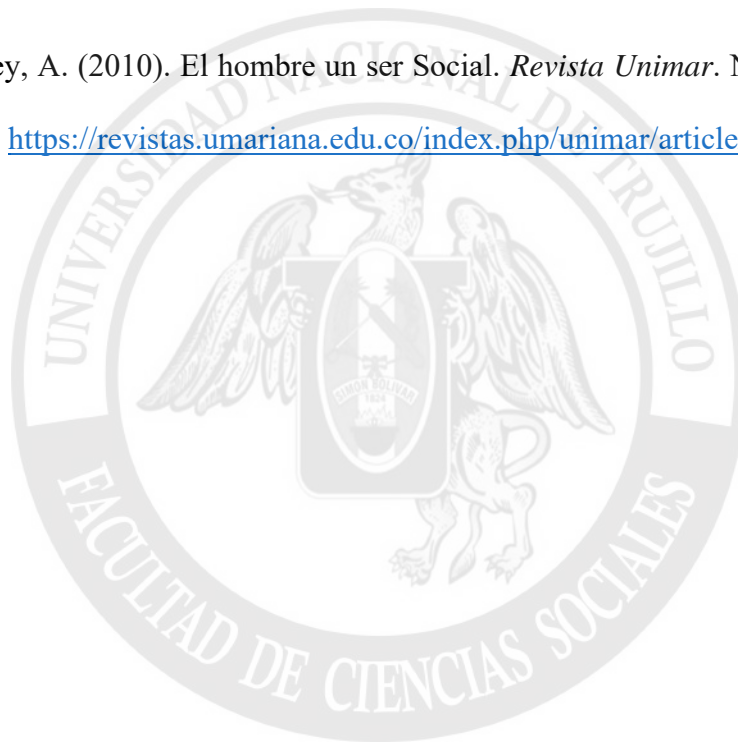 ey, A. (2010). El hombre un ser Social. Revista Unimar. N
https://revistas.umariana.edu.co/index.php/unimar/article
UNIVERSIDAD NACIONAL DE TRUJILLO
SIMON BOLIVAR
1824
FACULTAD DE CIENCIAS SOCIALES